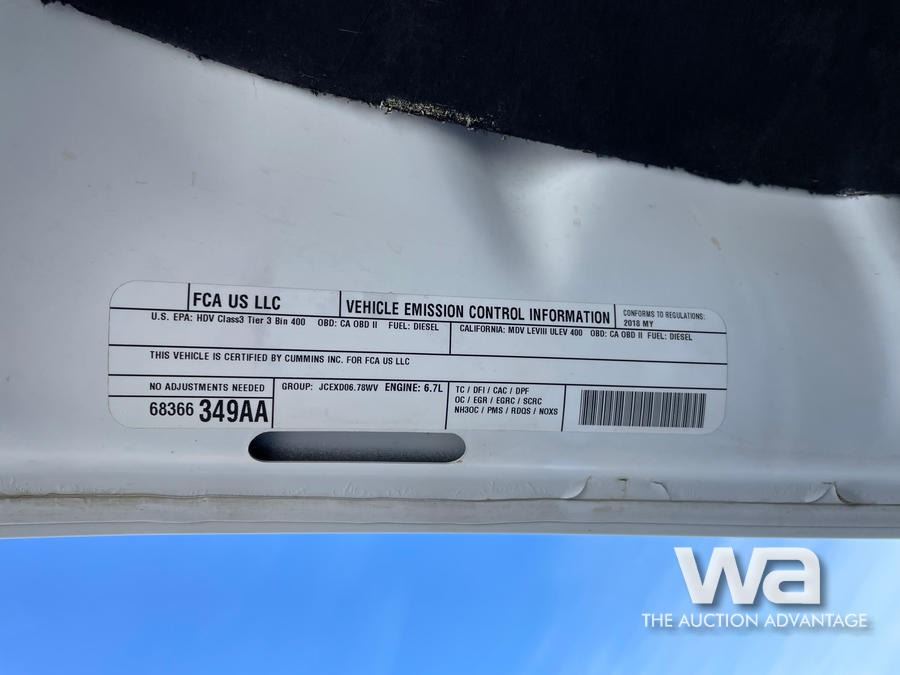 FCA US LLC
VEHICLE EMISSION CONTROL INFORMATION
CONFORMS TO REGULATIONS:
2018 MY
U.S. EPA: HDV Class3 Tier 3 Bin 400 OBD: CA OBD II FUEL: DIESEL
CALIFORNIA: MDV LEVIII ULEV 400 OBD: CA OBD II FUEL: DIESEL
THIS VEHICLE IS CERTIFIED BY CUMMINS INC. FOR FCA US LLC
NO ADJUSTMENTS NEEDED
68366 349AA
GROUP: JCEXD06.78WV ENGINE: 6.7L
TC / DFI / CAC / DPF
OC / EGR / EGRC / SCRC
NH3OC / PMS / RDQS / NOXS
wa
THE AUCTION ADVANTAGE